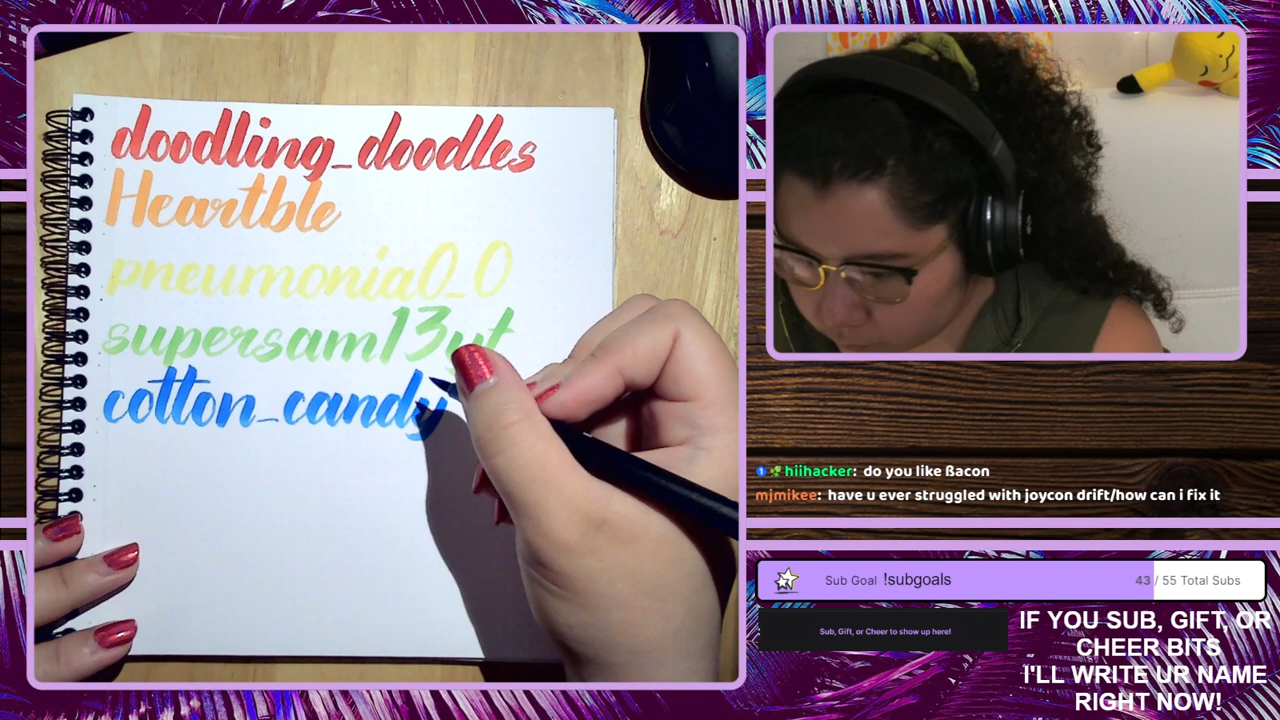 doodling_doodles
Heartble
pneumonia0_0
supersam13yt
cotton_candy
hiihacker: do you like ßacon
mjmikee: have u ever struggled with joycon drift/how can i fix it
Sub Goal !subgoals 43 / 55 Total Subs
Sub, Gift, or Cheer to show up here!
IF YOU SUB, GIFT, OR
CHEER BITS
I'LL WRITE UR NAME
RIGHT NOW!